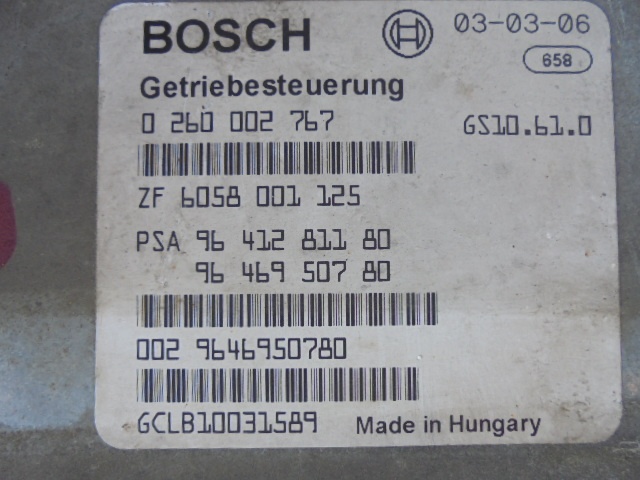 BOSCH
03-03-06
658
Getriebesteuerung
0 260 002 767
GS10.61.0
ZF 6058 001 125
PSA 96 412 811 80
96 469 507 80
002 9646950780
GCLB10031589
Made in Hungary